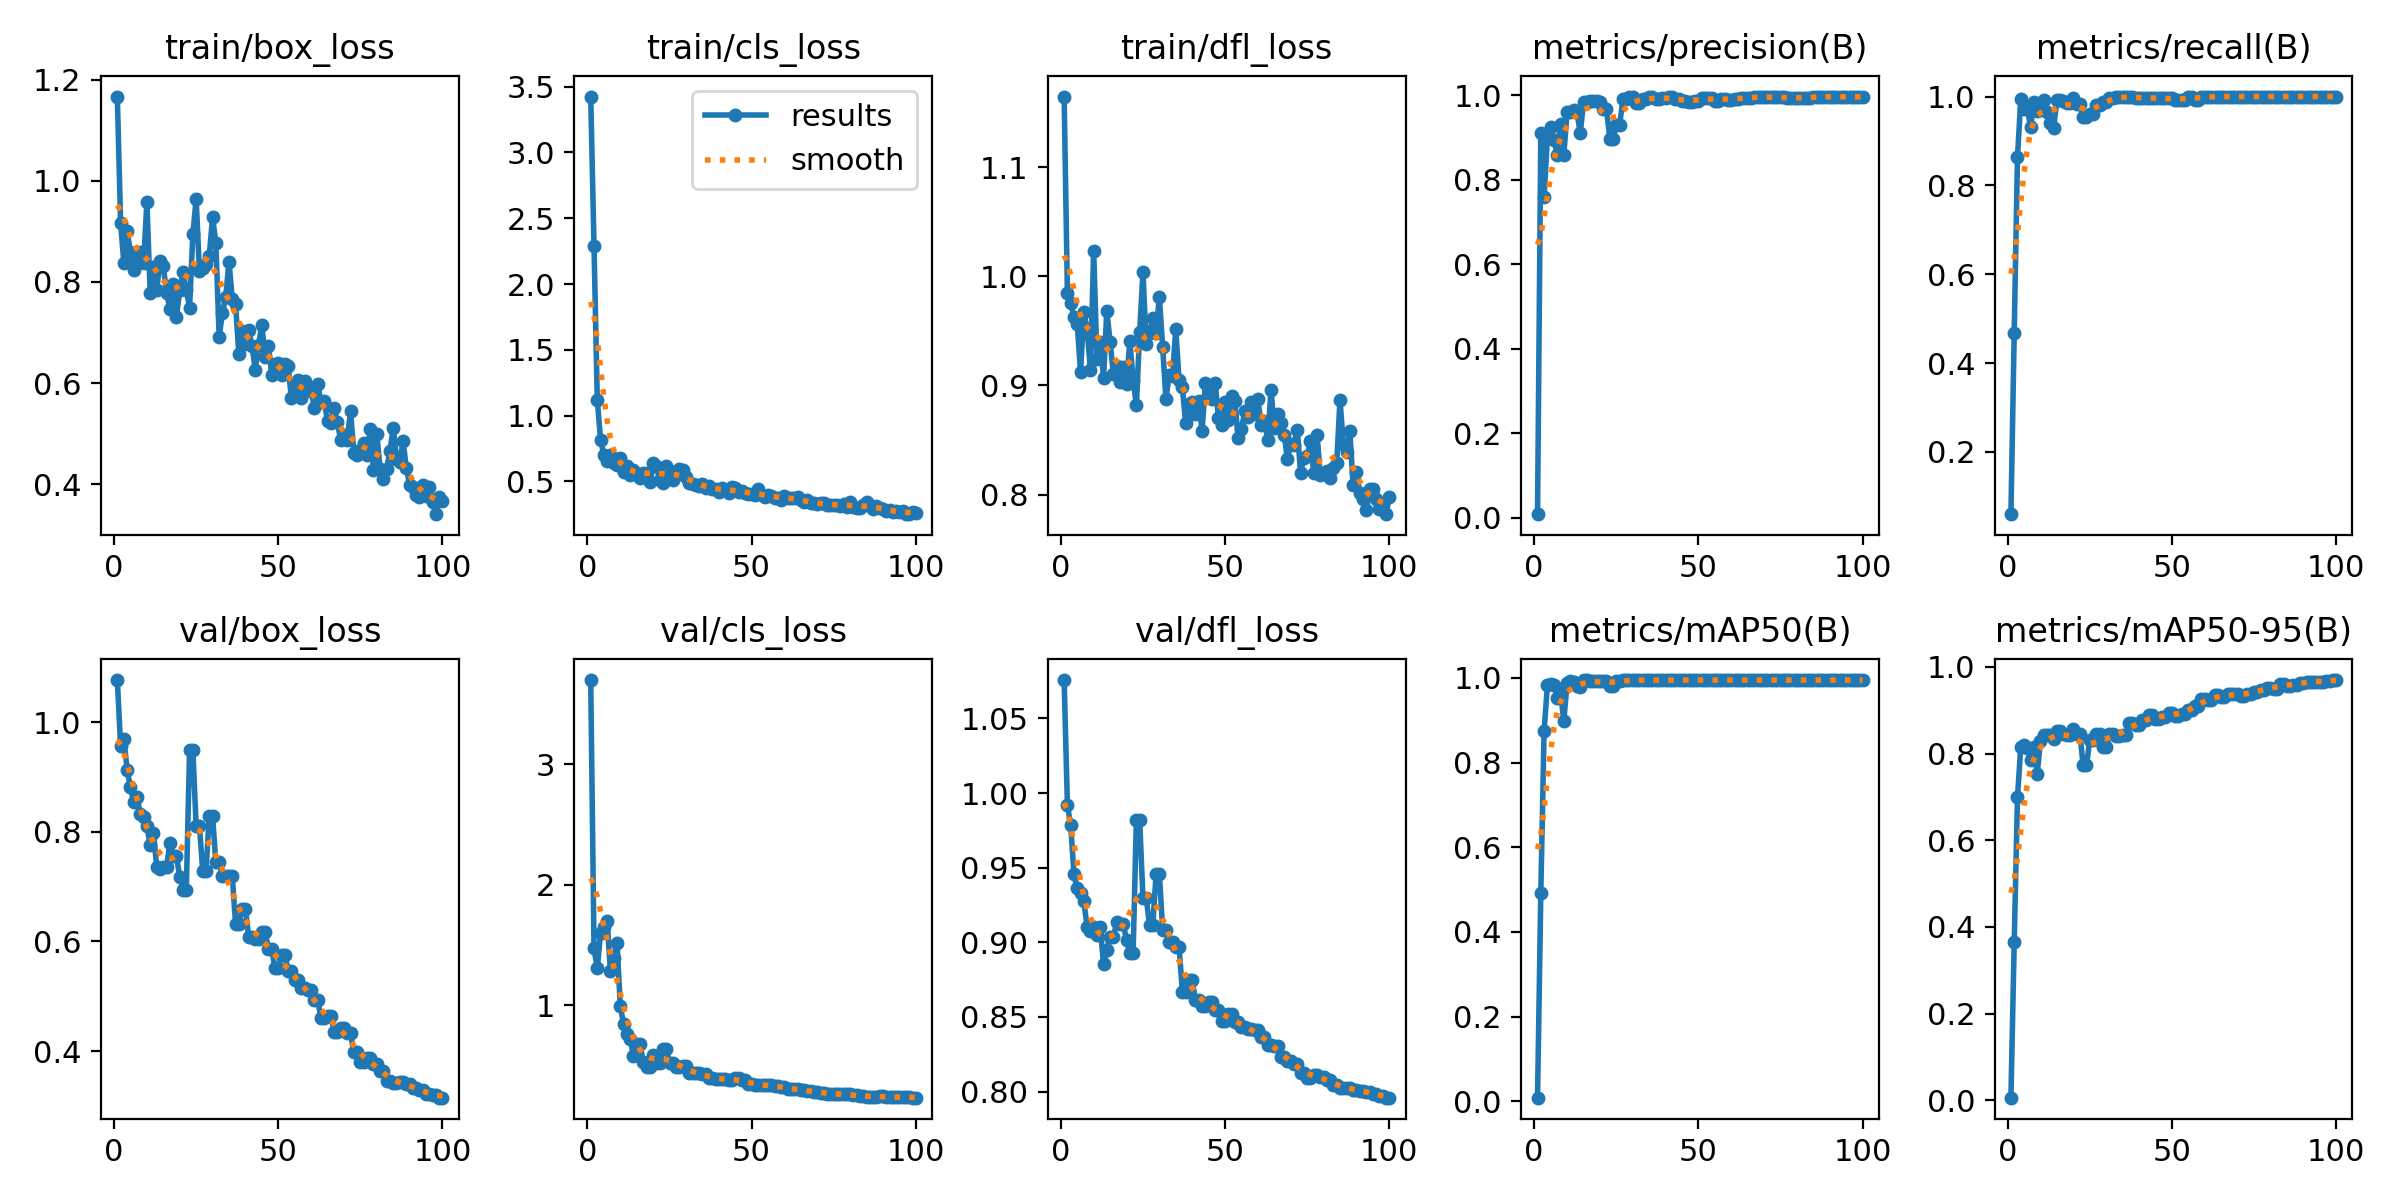 train/box_loss
1.2
1.0
0.8
0.6
0.4
0 50 100
train/cls_loss
3.5
3.0
2.5
2.0
1.5
1.0
0.5
results
smooth
0 50 100
train/dfl_loss
1.1
1.0
0.9
0.8
0 50 100
metrics/precision(B)
1.0
0.8
0.6
0.4
0.2
0.0
0 50 100
metrics/recall(B)
1.0
0.8
0.6
0.4
0.2
0 50 100
val/box_loss
1.0
0.8
0.6
0.4
0 50 100
val/cls_loss
3
2
1
0 50 100
val/dfl_loss
1.05
1.00
0.95
0.90
0.85
0.80
0 50 100
metrics/mAP50(B)
1.0
0.8
0.6
0.4
0.2
0.0
0 50 100
metrics/mAP50-95(B)
1.0
0.8
0.6
0.4
0.2
0.0
0 50 100